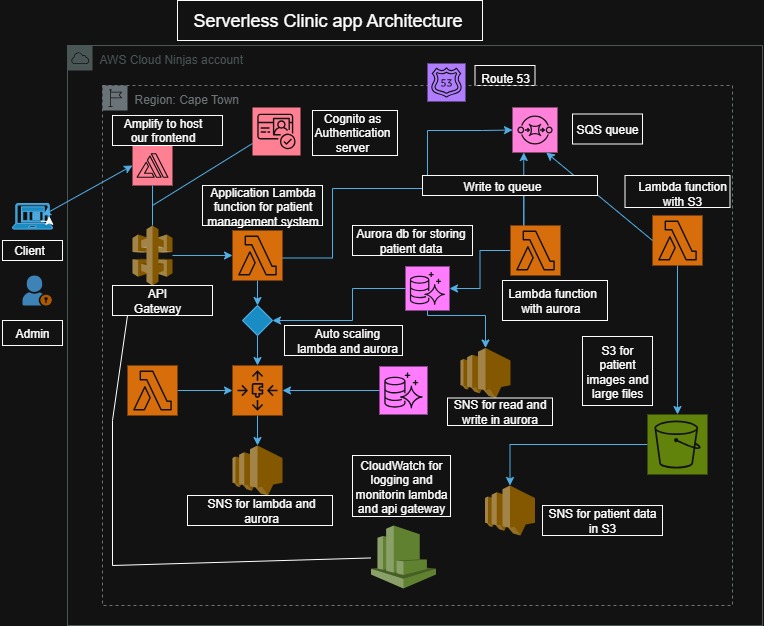 Serverless Clinic app Architecture
AWS Cloud Ninjas account
53
Route 53
Region: Cape Town
Amplify to host
our frontend
Cognito as
Authentication
server
SQS queue
Application Lambda
function for patient
management system
Write to queue
Lambda function
with S3
Client
Aurora db for storing
patient data
API
Gateway
Lambda function
with aurora
Admin
Auto scaling
lambda and aurora
S3 for
patient
images and
large files
SNS for read and
write in aurora
CloudWatch for
logging and
monitorin lambda
and api gateway
SNS for lambda and
aurora
SNS for patient data
in S3